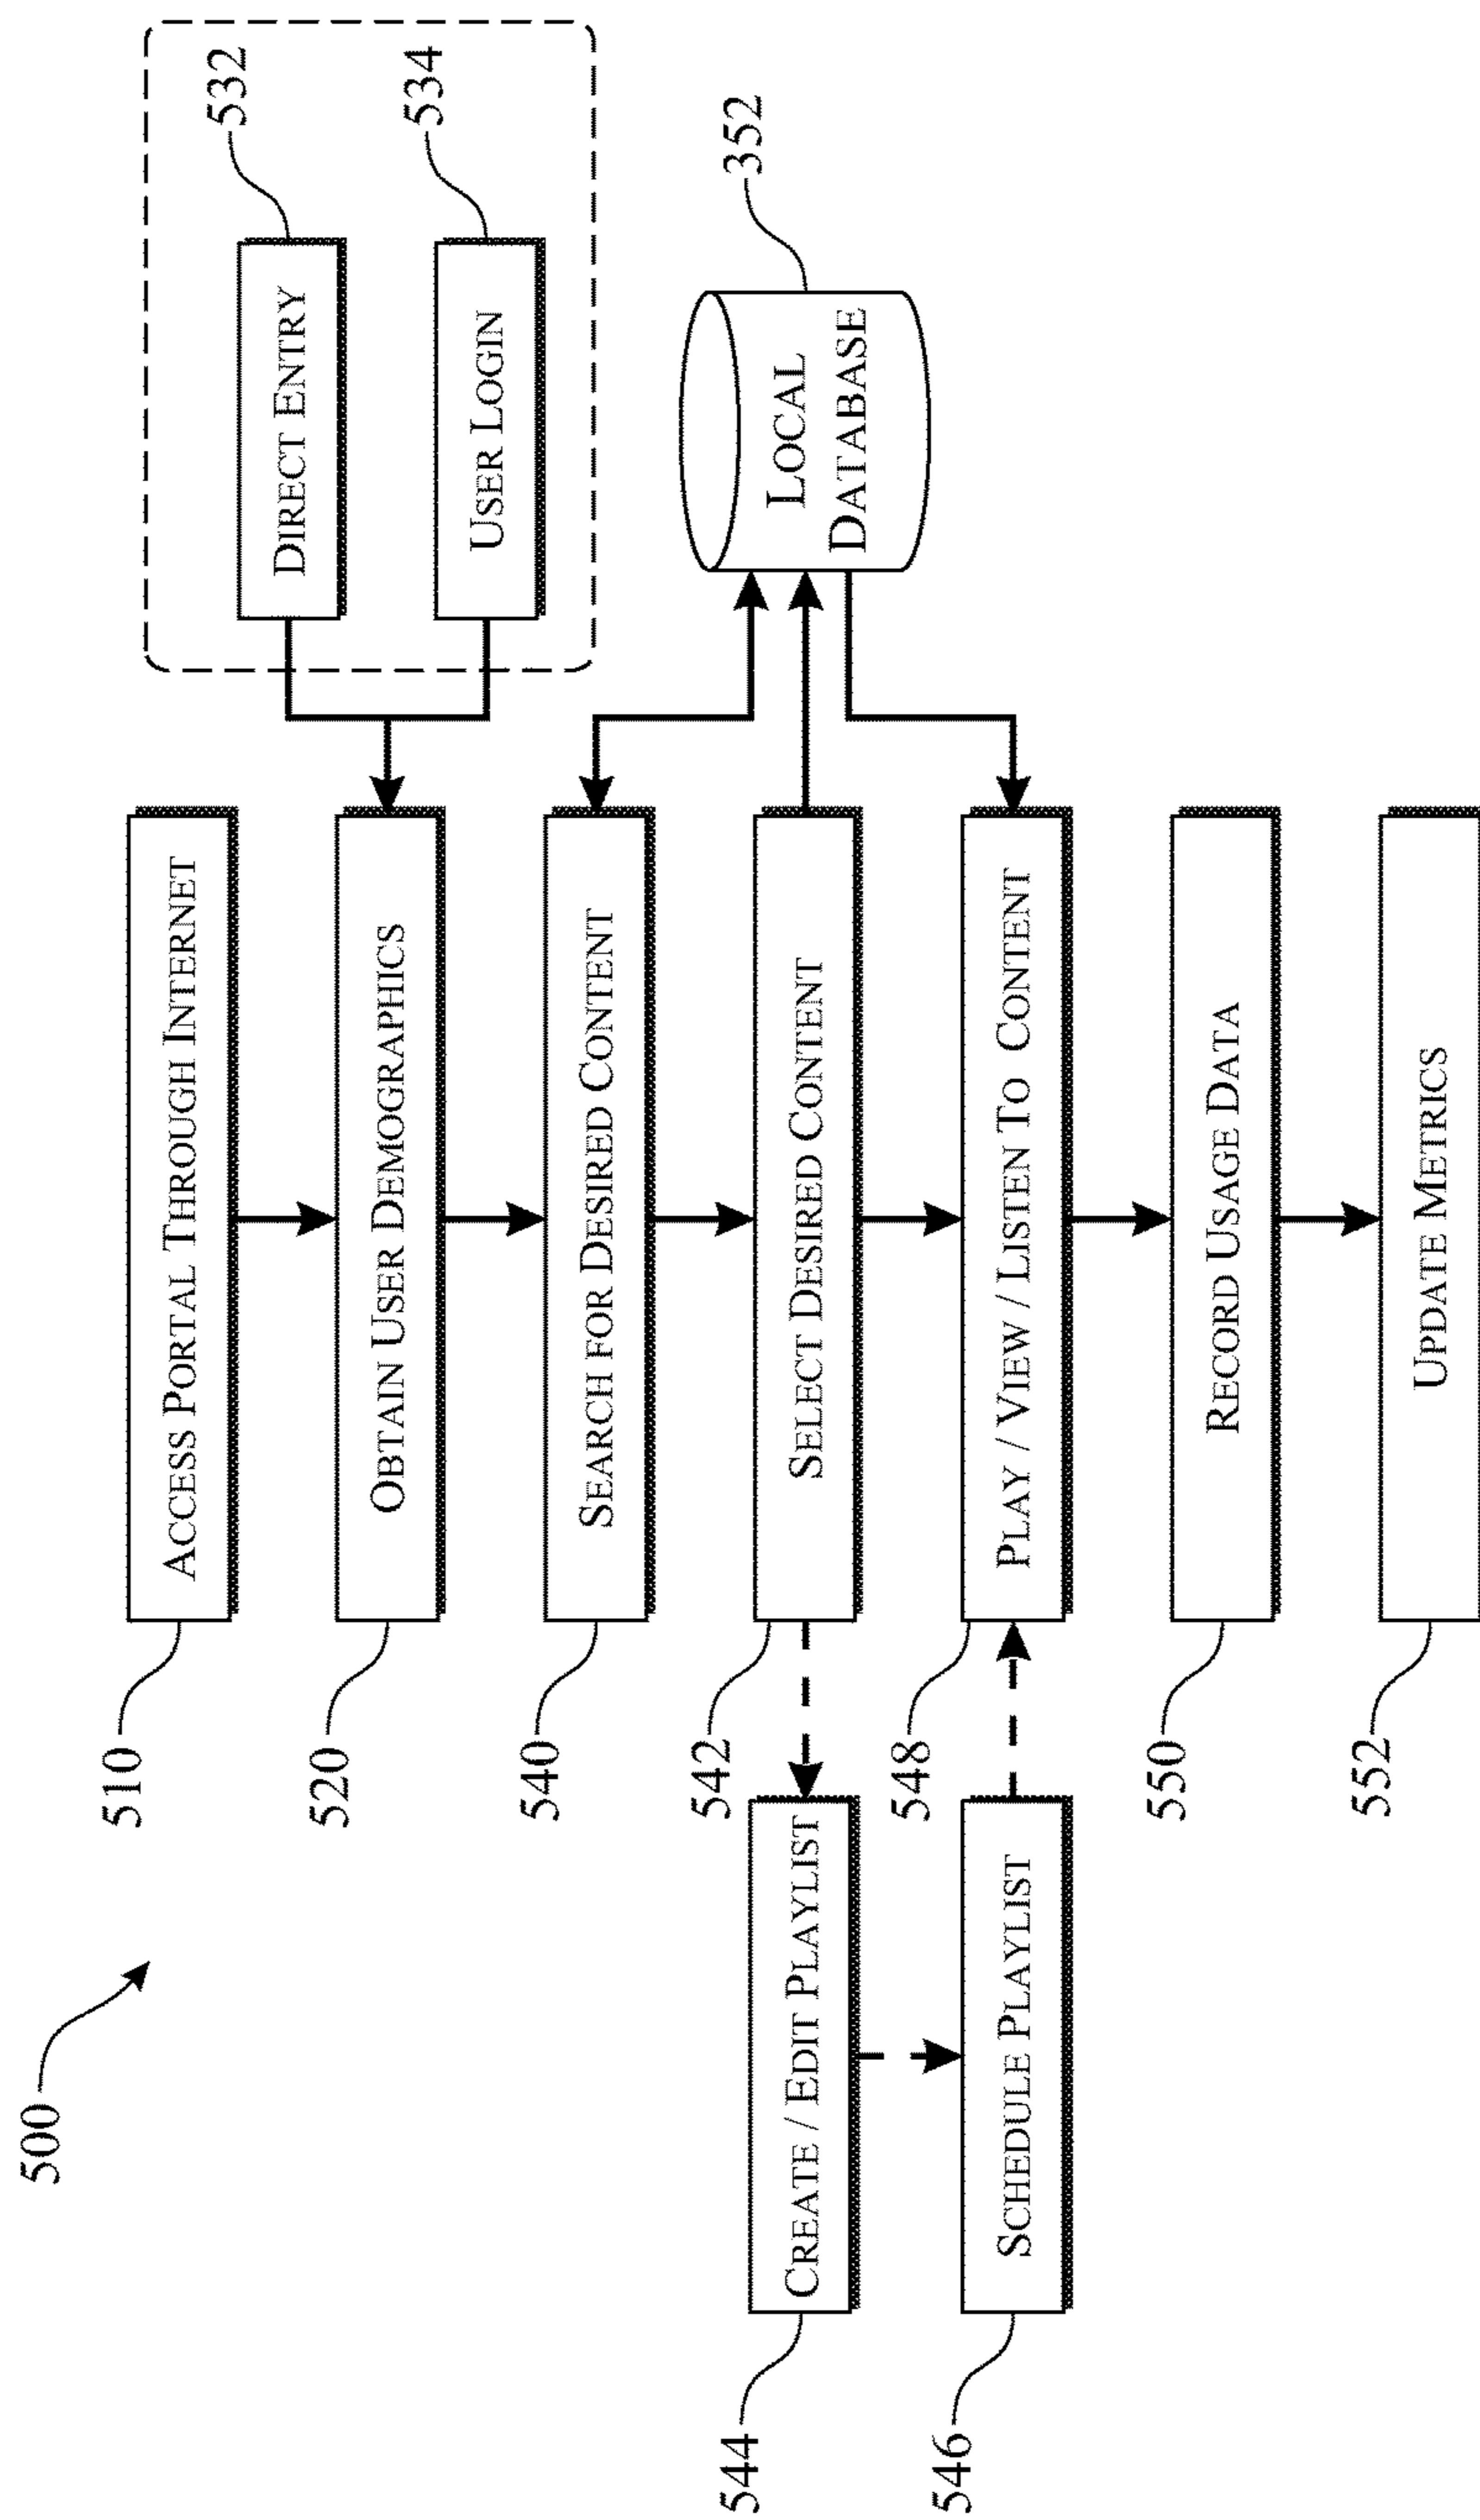 500
510
ACCESS PORTAL THROUGH INTERNET
520
OBTAIN USER DEMOGRAPHICS
DIRECT ENTRY
532
USER LOGIN
534
540
SEARCH FOR DESIRED CONTENT
542
SELECT DESIRED CONTENT
LOCAL
DATABASE
352
544
CREATE / EDIT PLAYLIST
546
SCHEDULE PLAYLIST
548
PLAY / VIEW / LISTEN TO CONTENT
550
RECORD USAGE DATA
552
UPDATE METRICS